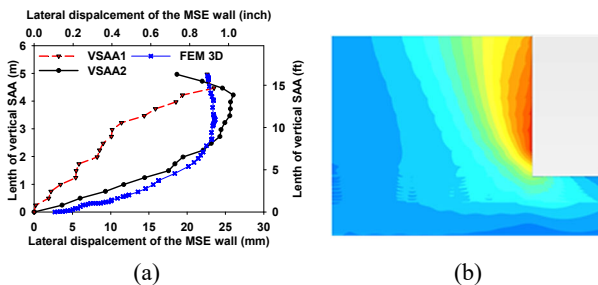 Lateral dispalcement of the MSE wall (inch)
0.0 0.2 0.4 0.6 0.8 1.0
VSAA1 FEM 3D
VSAA2
Lenth of vertical SAA (m)
6
5
4
3
2
1
0
15
10
5
0
Lenth of vertical SAA (ft)
0 5 10 15 20 25 30
Lateral dispalcement of the MSE wall (mm)
(a) (b)